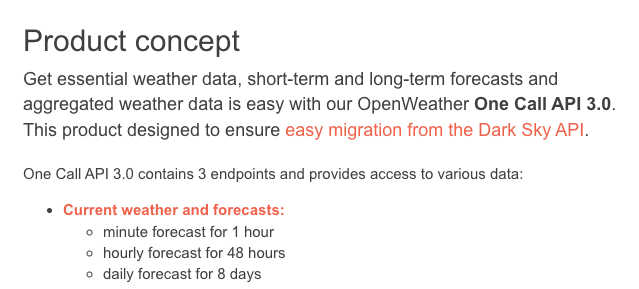 Product concept
Get essential weather data, short-term and long-term forecasts and
aggregated weather data is easy with our OpenWeather One Call API 3.0.
This product designed to ensure easy migration from the Dark Sky API.
One Call API 3.0 contains 3 endpoints and provides access to various data:
• Current weather and forecasts:
◦ minute forecast for 1 hour
◦ hourly forecast for 48 hours
◦ daily forecast for 8 days